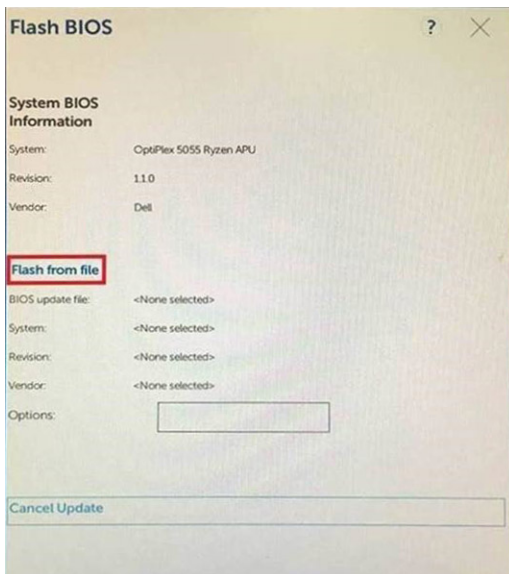 Flash BIOS ?
System BIOS
Information
System: OptiPlex 5055 Ryzen APU
Revision: 1.1.0
Vendor: Dell
Flash from file
BIOS update file: <None selected>
System: <None selected>
Revision: <None selected>
Vendor: <None selected>
Options:
Cancel Update